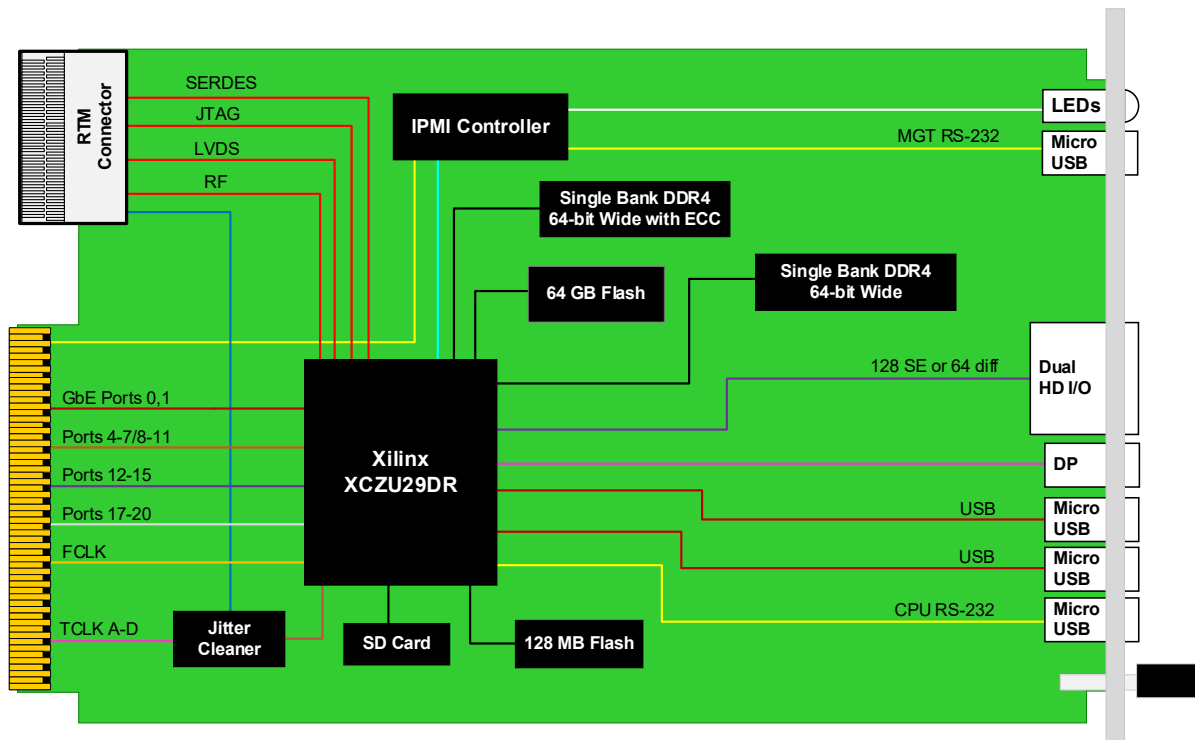 RTM
Connector
SERDES
JTAG
LVDS
RF
IPMI Controller
LEDs
MGT RS-232
Micro
USB
Single Bank DDR4
64-bit Wide with ECC
64 GB Flash
Single Bank DDR4
64-bit Wide
128 SE or 64 diff
Dual
HD I/O
GbE Ports 0,1
Ports 4-7/8-11
Ports 12-15
Ports 17-20
FCLK
TCLK A-D
Xilinx
XCZU29DR
DP
USB
Micro
USB
USB
Micro
USB
CPU RS-232
Micro
USB
Jitter
Cleaner
SD Card
128 MB Flash